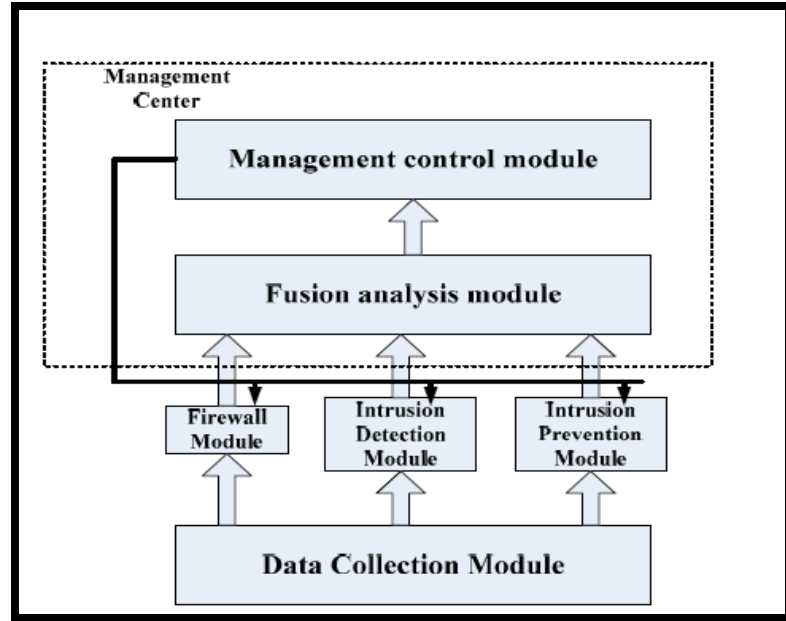 Management
Center
Management control module
Fusion analysis module
Firewall
Module
Intrusion
Detection
Module
Intrusion
Prevention
Module
Data Collection Module